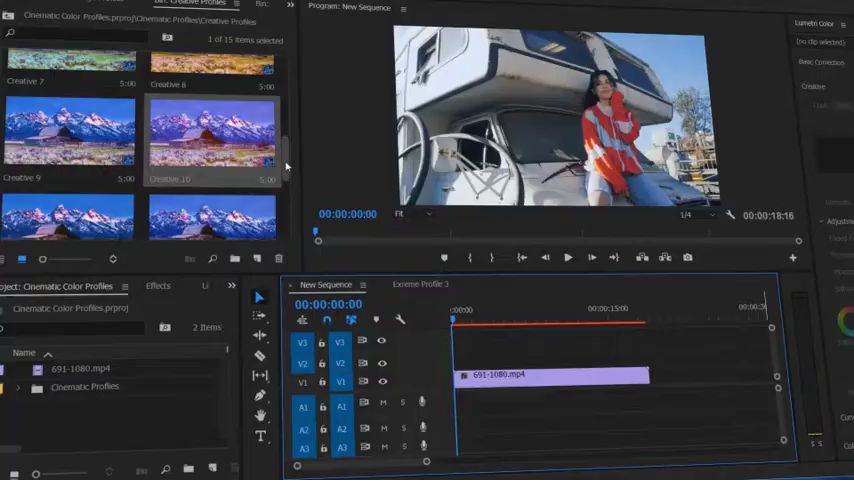 Bin: Creative Profiles
Bin:
Program: New Sequence
Lumetri Color
Cinematic Color Profiles.prproj\Cinematic Profiles\Creative Profiles
1 of 15 items selected
(no clip selected)
Basic Correction
Creative
Creative 7
5:00
Creative 8
5:00
Creative 9
5:00
Creative 10
5:00
00:00:00:00
Fit
1/4
00:00:18:16
Project: Cinematic Color Profiles
Effects
Li
Cinematic Color Profiles.prproj
2 Items
Name
691-1080.mp4
Cinematic Profiles
New Sequence
Extreme Profile 3
00:00:00:00
:00:00
00:00:15:00
00:00:3
V3
V3
V2
V2
V1
V1
691-1080.mp4
A1
A1
M
S
A2
A2
M
S
A3
A3
M
S
S S